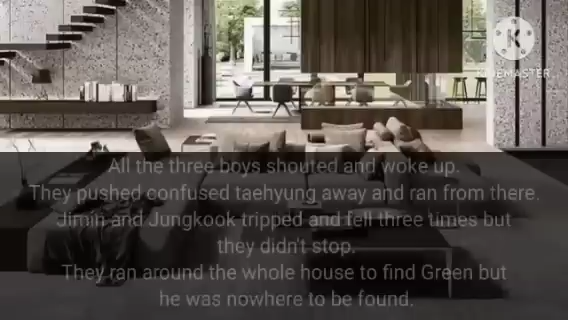 KINEMASTER
All the three boys shouted and woke up.
They pushed confused taehyung away and ran from there.
Jimin and Jungkook tripped and fell three times but
they didn't stop.
They ran around the whole house to find Green but
he was nowhere to be found.